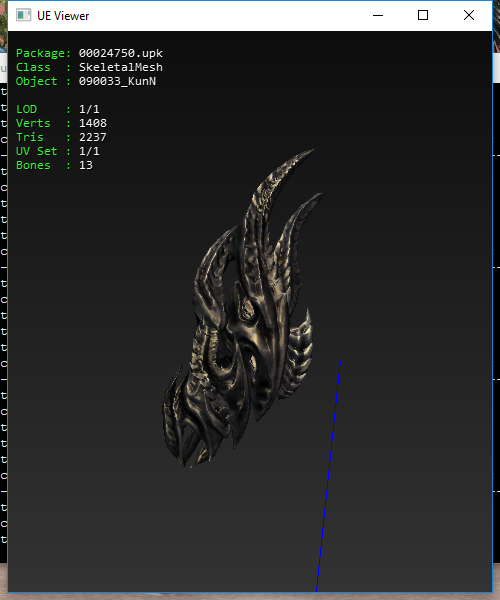 UE Viewer
Package: 00024750.upk
Class  : SkeletalMesh
Object : 090033_KunN
LOD    : 1/1
Verts  : 1408
Tris   : 2237
UV Set : 1/1
Bones  : 13